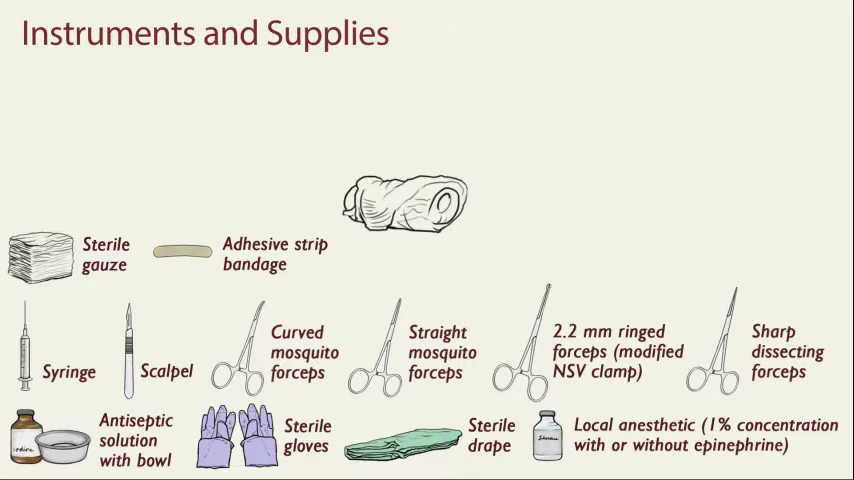 Instruments and Supplies
Sterile
gauze
Adhesive strip
bandage
Syringe
Scalpel
Curved
mosquito
forceps
Straight
mosquito
forceps
2.2 mm ringed
forceps (modified
NSV clamp)
Sharp
dissecting
forceps
Antiseptic
solution
with bowl
Sterile
gloves
Sterile
drape
Local anesthetic (1% concentration
with or without epinephrine)